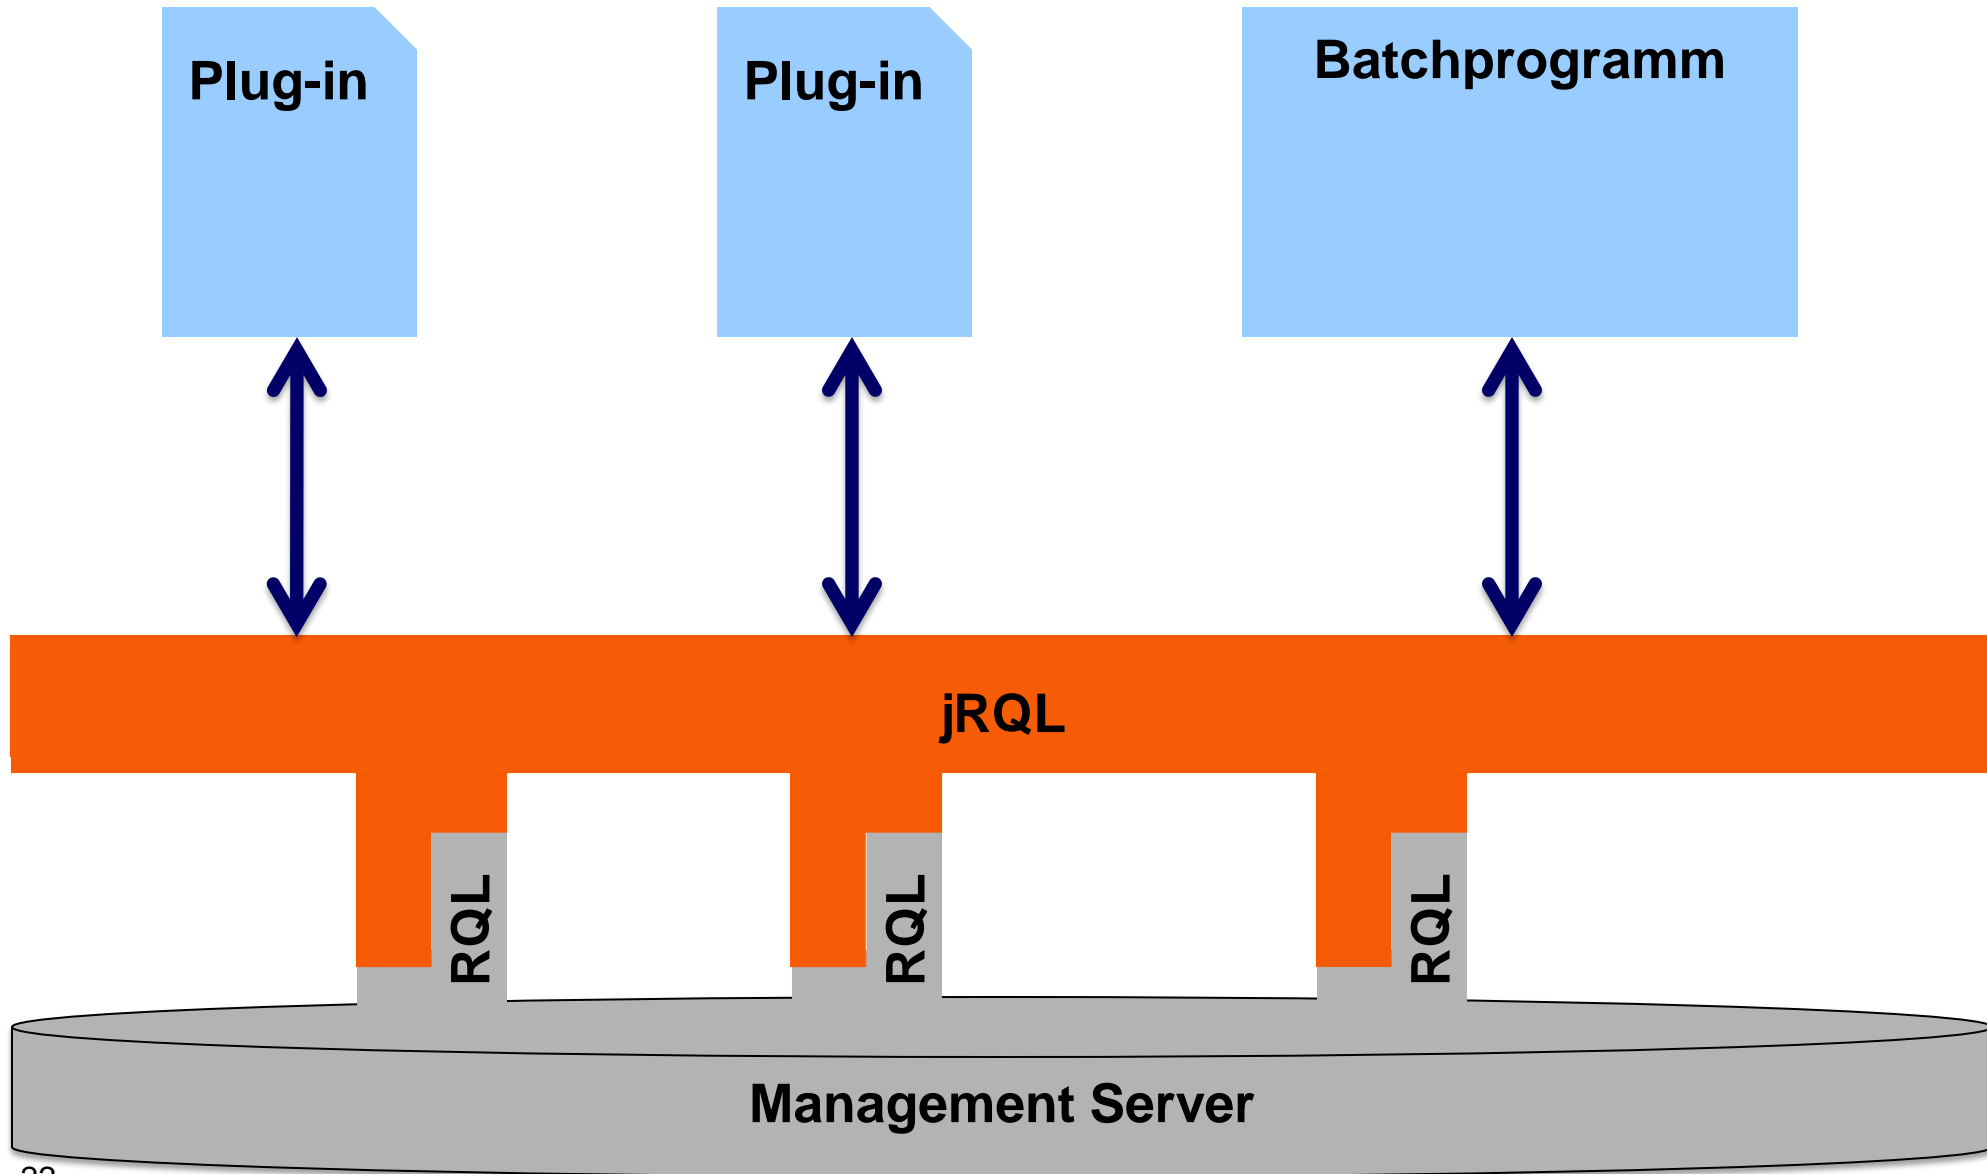 Plug-in
Plug-in
Batchprogramm
jRQL
RQL
RQL
RQL
Management Server